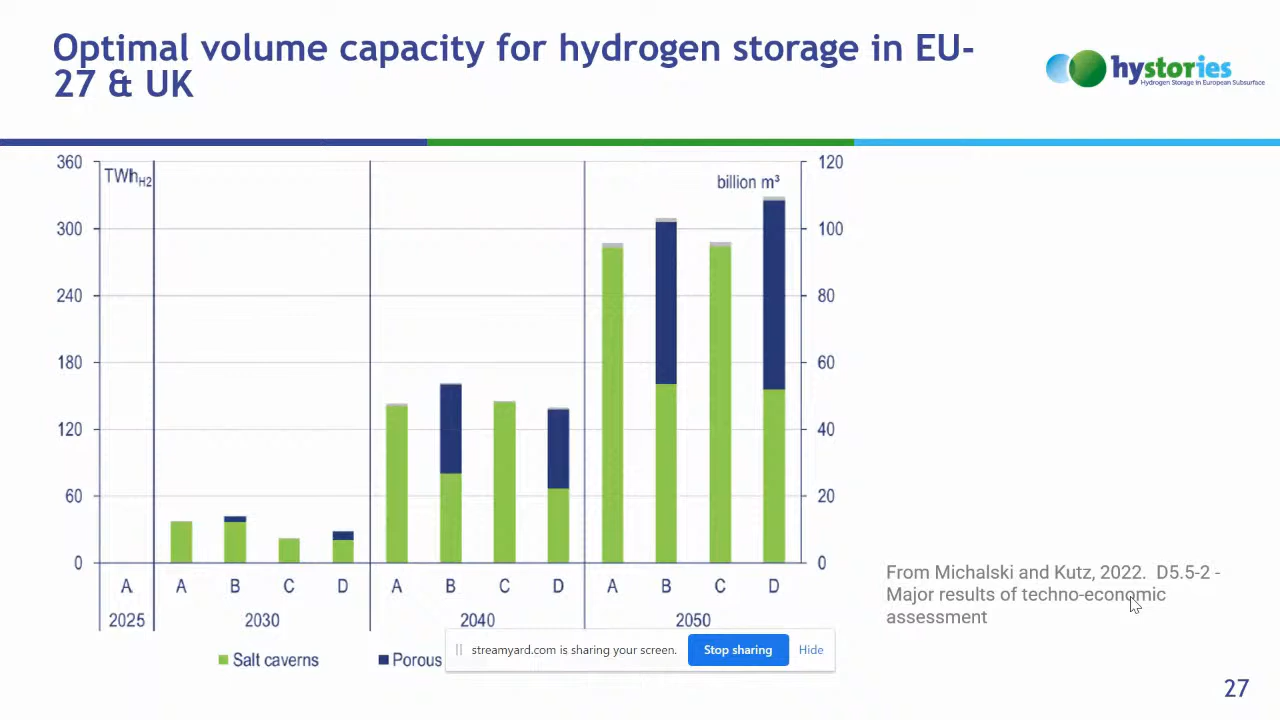 Optimal volume capacity for hydrogen storage in EU-
27 & UK
hystories
Hydrogen Storage in European Subsurface
360
300
240
180
120
60
0
TWhH2
billion m³
120
100
80
60
40
20
0
A A B C D A B C D A B C D
2025 2030 2040 2050
Salt caverns Porous
streamyard.com is sharing your screen. Stop sharing Hide
From Michalski and Kutz, 2022. D5.5-2 -
Major results of techno-economic
assessment
27